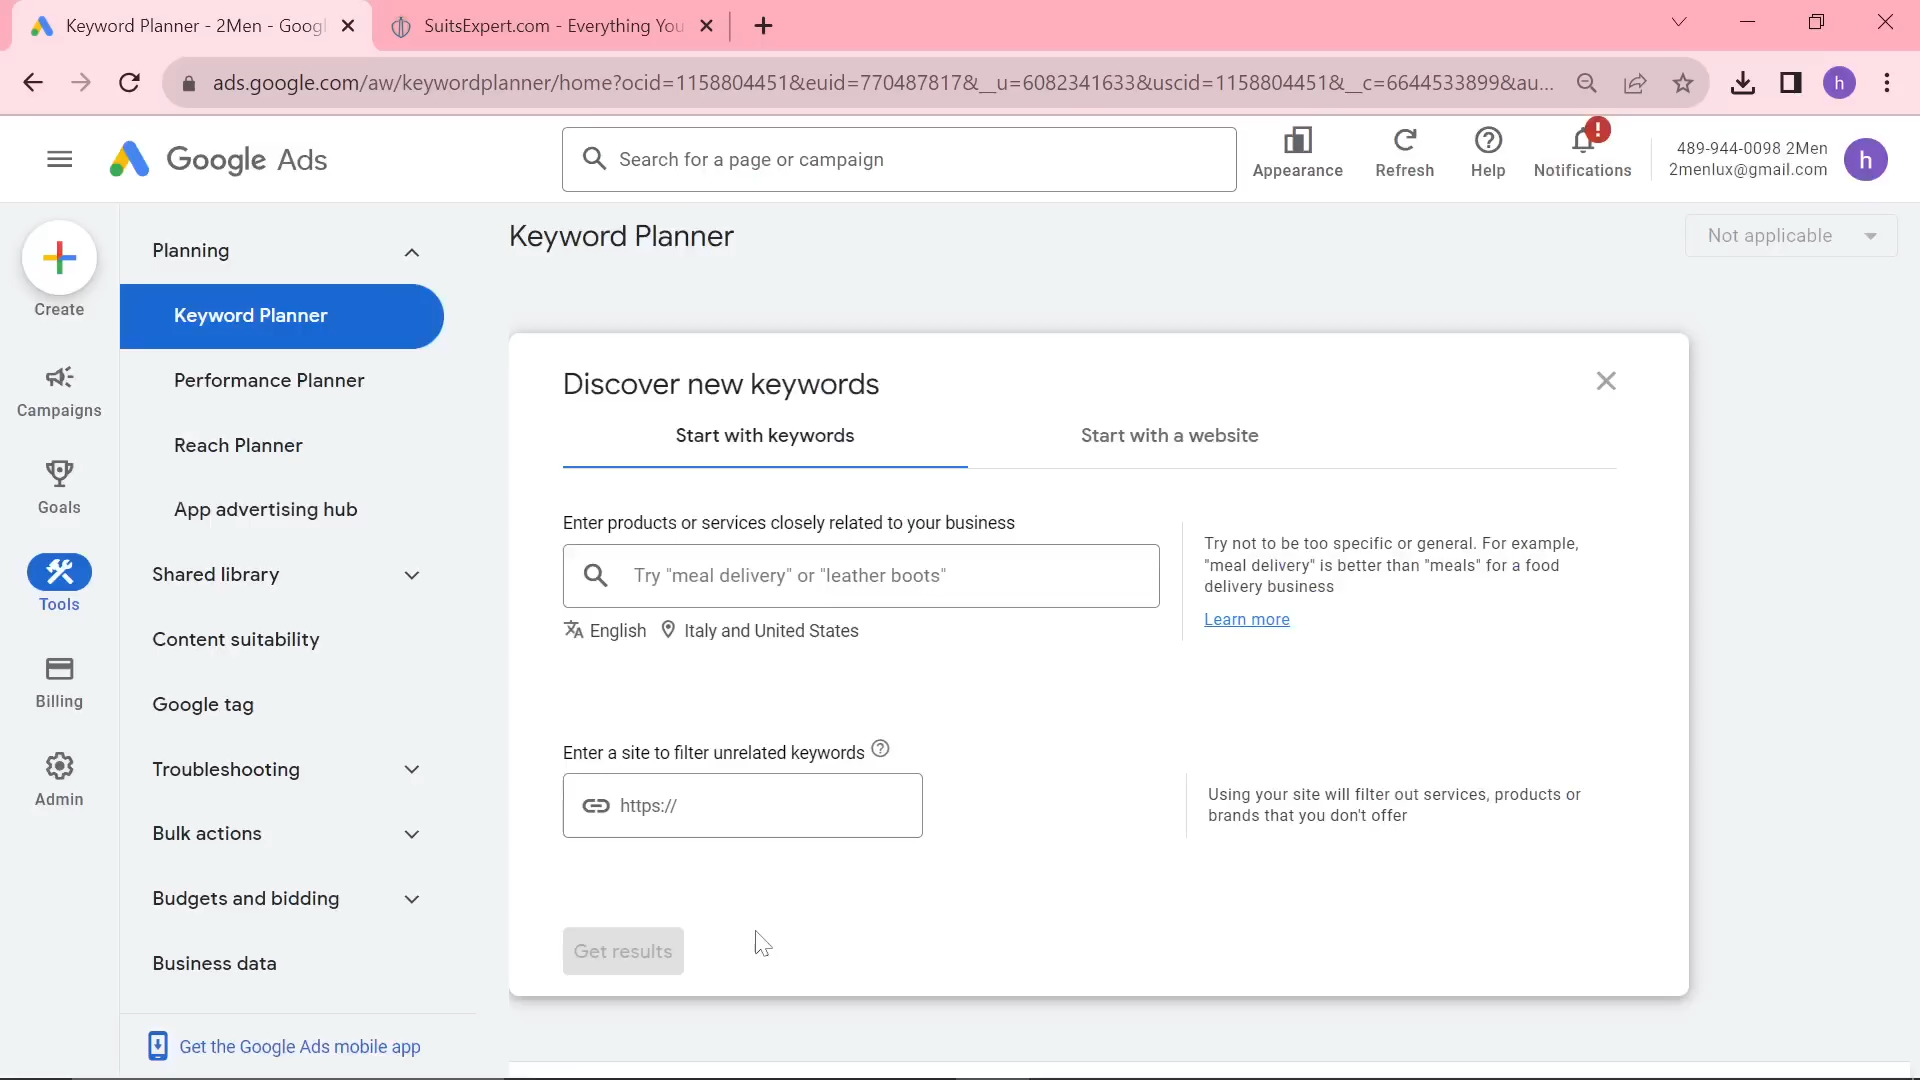 Keyword Planner - 2Men - Googl
SuitsExpert.com - Everything You
ads.google.com/aw/keywordplanner/home?ocid=1158804451&euid=770487817&__u=6082341633&uscid=1158804451&__c=6644533899&au...
h
Google Ads
Search for a page or campaign
Appearance
Refresh
Help
Notifications
489-944-0098 2Men
2menlux@gmail.com
h
Create
Campaigns
Goals
Tools
Billing
Admin
Planning
Keyword Planner
Performance Planner
Reach Planner
App advertising hub
Shared library
Content suitability
Google tag
Troubleshooting
Bulk actions
Budgets and bidding
Business data
Get the Google Ads mobile app
Keyword Planner
Not applicable
Discover new keywords
Start with keywords
Start with a website
Enter products or services closely related to your business
Try "meal delivery" or "leather boots"
English
Italy and United States
Try not to be too specific or general. For example,
"meal delivery" is better than "meals" for a food
delivery business
Learn more
Enter a site to filter unrelated keywords
https://
Using your site will filter out services, products or
brands that you don't offer
Get results